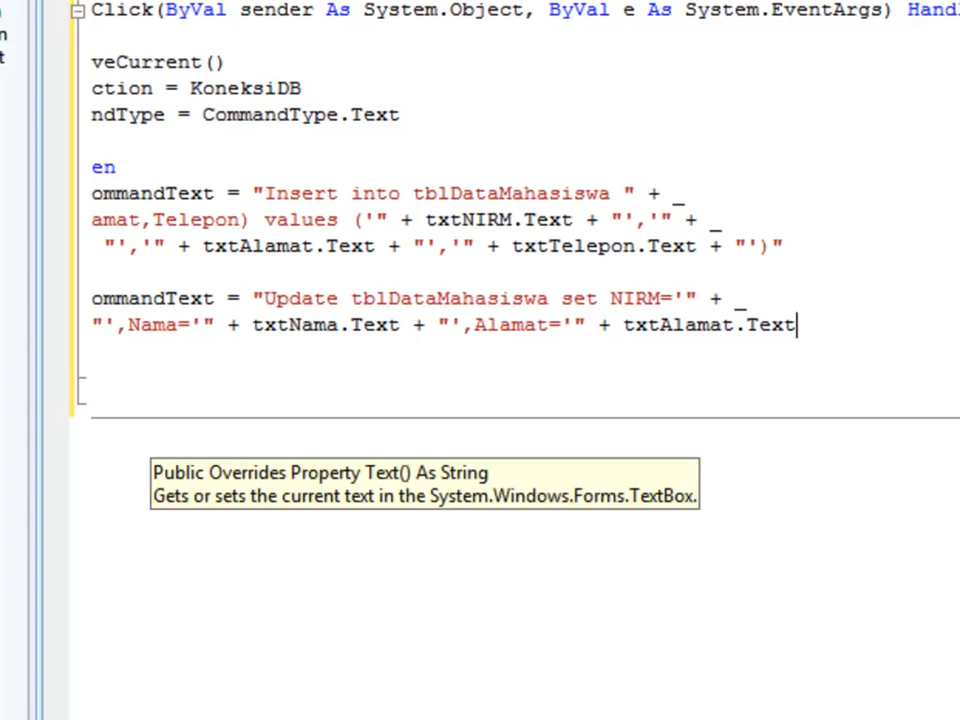 Click(ByVal sender As System.Object, ByVal e As System.EventArgs) Handl
n
t
veCurrent()
ction = KoneksiDB
ndType = CommandType.Text
en
ommandText = "Insert into tblDataMahasiswa " + _
amat,Telepon) values ('" + txtNIRM.Text + "','" + _
"','" + txtAlamat.Text + "','" + txtTelepon.Text + "')"
ommandText = "Update tblDataMahasiswa set NIRM='" + _
"',Nama='" + txtNama.Text + "',Alamat='" + txtAlamat.Text
Public Overrides Property Text() As String
Gets or sets the current text in the System.Windows.Forms.TextBox.